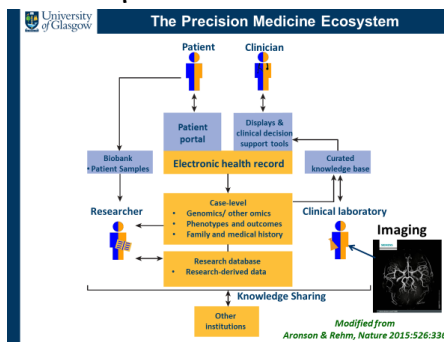 University
of Glasgow
The Precision Medicine Ecosystem
Patient
Clinician
Patient
portal
Displays &
clinical decision
support tools
Biobank
• Patient Samples
Electronic health record
Curated
knowledge base
Case-level
• Genomics/ other omics
• Phenotypes and outcomes
• Family and medical history
Researcher
Clinical laboratory
Imaging
Research database
• Research-derived data
Knowledge Sharing
Other
institutions
Modified from
Aronson & Rehm, Nature 2015:526:336